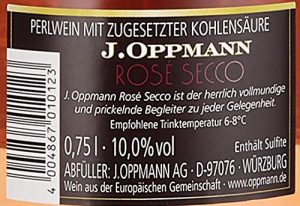 PERLWEIN MIT ZUGESETZTER KOHLENSÄURE
J.OPPMANN
ROSÉ SECCO
J. Oppmann Rosé Secco ist der herrlich vollmundige
und prickelnde Begleiter zu jeder Gelegenheit.
Empfohlene Trinktemperatur 6-8°C
0,75 l · 10,0%vol
Enthält Sulfite
ABFÜLLER: J.OPPMANN AG · D-97076 · WÜRZBURG
Wein aus der Europäischen Gemeinschaft · www.oppmann.de
4 004867 010123